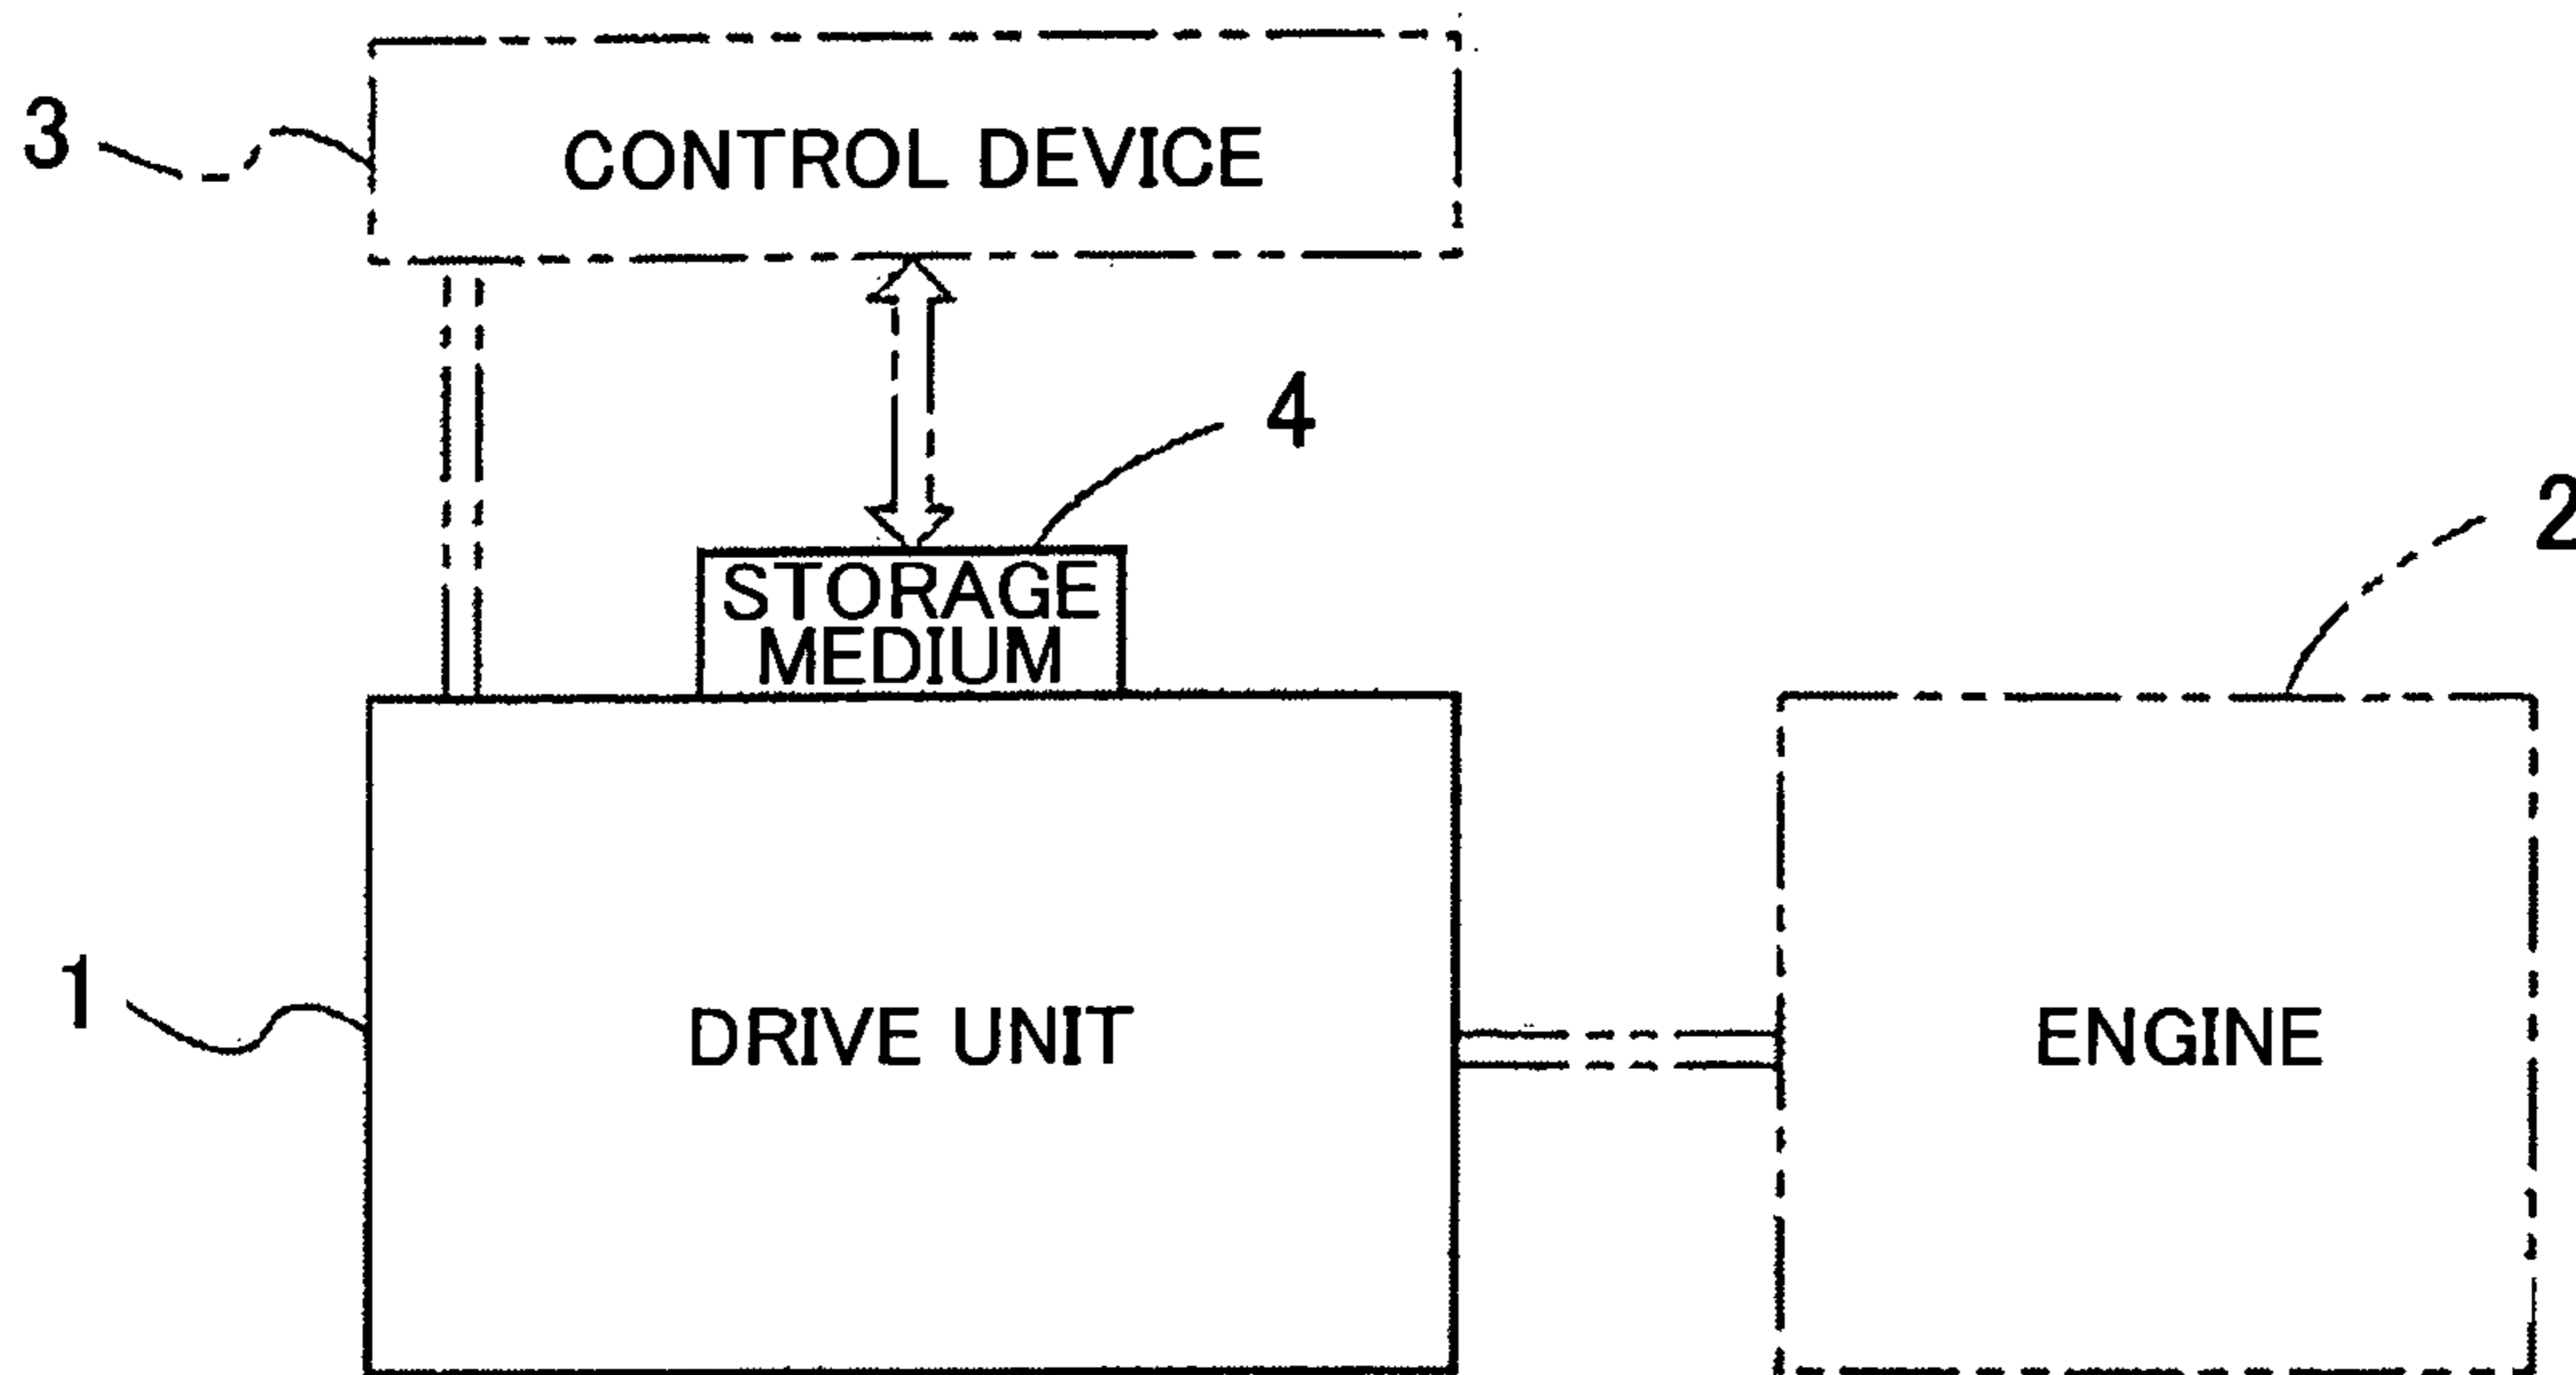 3
CONTROL DEVICE
4
2
STORAGE
MEDIUM
1
DRIVE UNIT
ENGINE